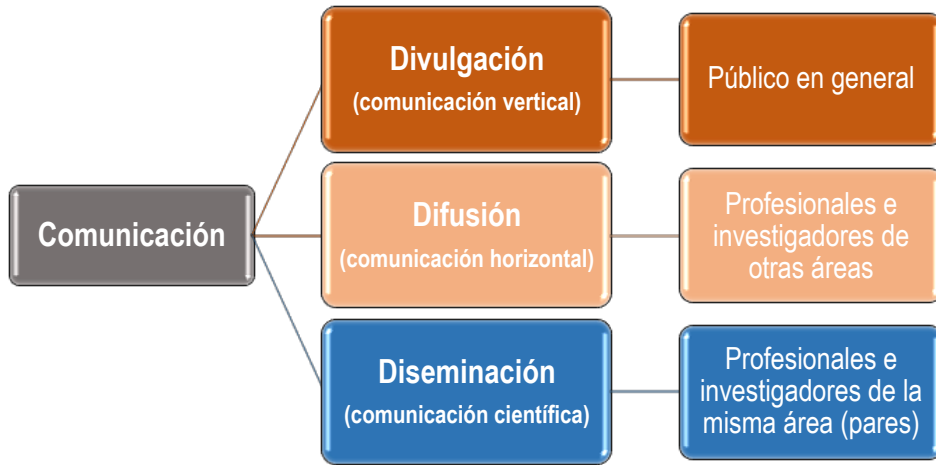 Divulgación
(comunicación vertical)
Público en general
Comunicación
Difusión
(comunicación horizontal)
Profesionales e
investigadores de
otras áreas
Diseminación
(comunicación científica)
Profesionales e
investigadores de la
misma área (pares)